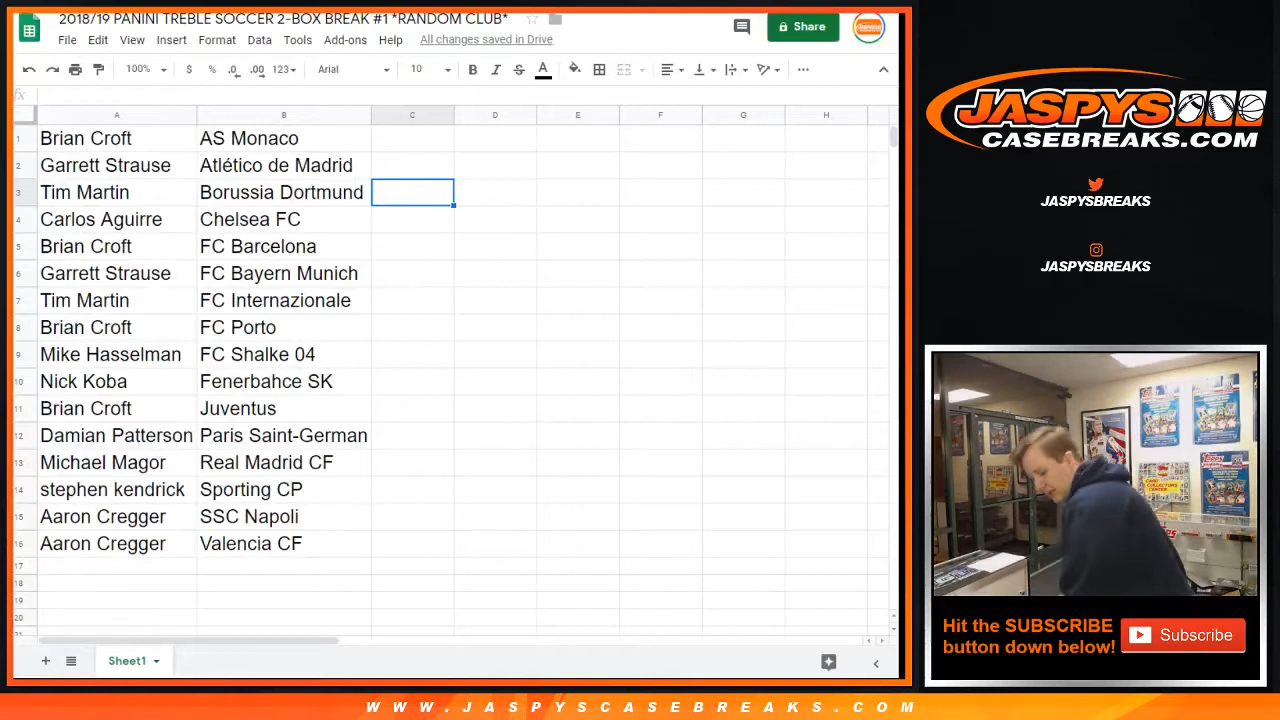 2018/19 PANINI TREBLE SOCCER 2-BOX BREAK #1 *RANDOM CLUB*
File Edit View Insert Format Data Tools Add-ons Help All changes saved in Drive
Share
100% $ % .0 .00 123 Arial 10 B I S A
fx
A B C D E F G H
1 Brian Croft AS Monaco
2 Garrett Strause Atlético de Madrid
3 Tim Martin Borussia Dortmund
4 Carlos Aguirre Chelsea FC
5 Brian Croft FC Barcelona
6 Garrett Strause FC Bayern Munich
7 Tim Martin FC Internazionale
8 Brian Croft FC Porto
9 Mike Hasselman FC Shalke 04
10 Nick Koba Fenerbahce SK
11 Brian Croft Juventus
12 Damian Patterson Paris Saint-German
13 Michael Magor Real Madrid CF
14 stephen kendrick Sporting CP
15 Aaron Cregger SSC Napoli
16 Aaron Cregger Valencia CF
17
18
19
20
21
Sheet1
JASPYS
CASEBREAKS.COM
JASPYSBREAKS
JASPYSBREAKS
Hit the SUBSCRIBE
button down below!
Subscribe
WWW.JASPYSCASEBREAKS.COM